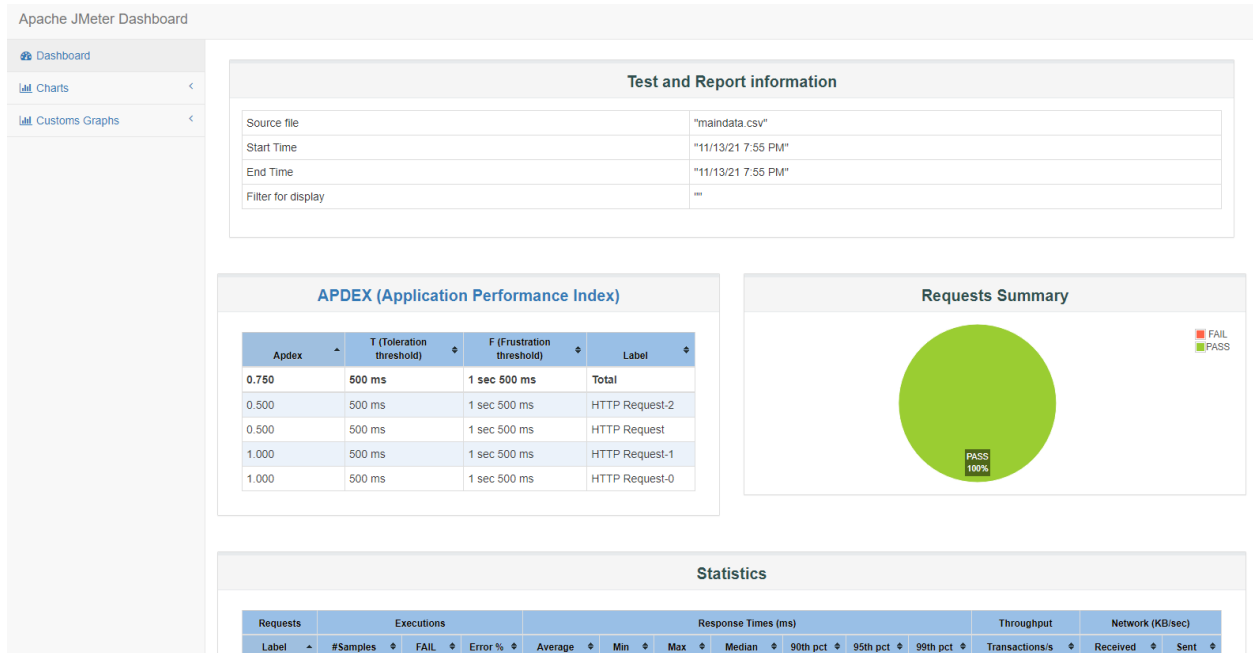 Apache JMeter Dashboard
Dashboard
Charts
Customs Graphs
Test and Report information
Source file "maindata.csv"
Start Time "11/13/21 7:55 PM"
End Time "11/13/21 7:55 PM"
Filter for display ""
APDEX (Application Performance Index)
Apdex T (Toleration threshold) F (Frustration threshold) Label
0.750 500 ms 1 sec 500 ms Total
0.500 500 ms 1 sec 500 ms HTTP Request-2
0.500 500 ms 1 sec 500 ms HTTP Request
1.000 500 ms 1 sec 500 ms HTTP Request-1
1.000 500 ms 1 sec 500 ms HTTP Request-0
Requests Summary
FAIL
PASS
PASS
100%
Statistics
Requests Executions Response Times (ms) Throughput Network (KB/sec)
Label #Samples FAIL Error % Average Min Max Median 90th pct 95th pct 99th pct Transactions/s Received Sent